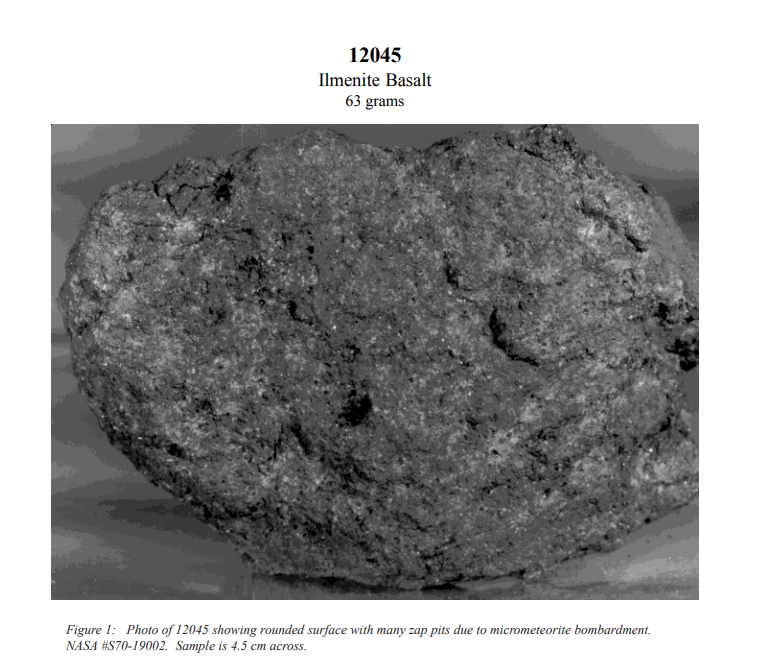 12045
Ilmenite Basalt
63 grams
Figure 1: Photo of 12045 showing rounded surface with many zap pits due to micrometeorite bombardment.
NASA #S70-19002. Sample is 4.5 cm across.